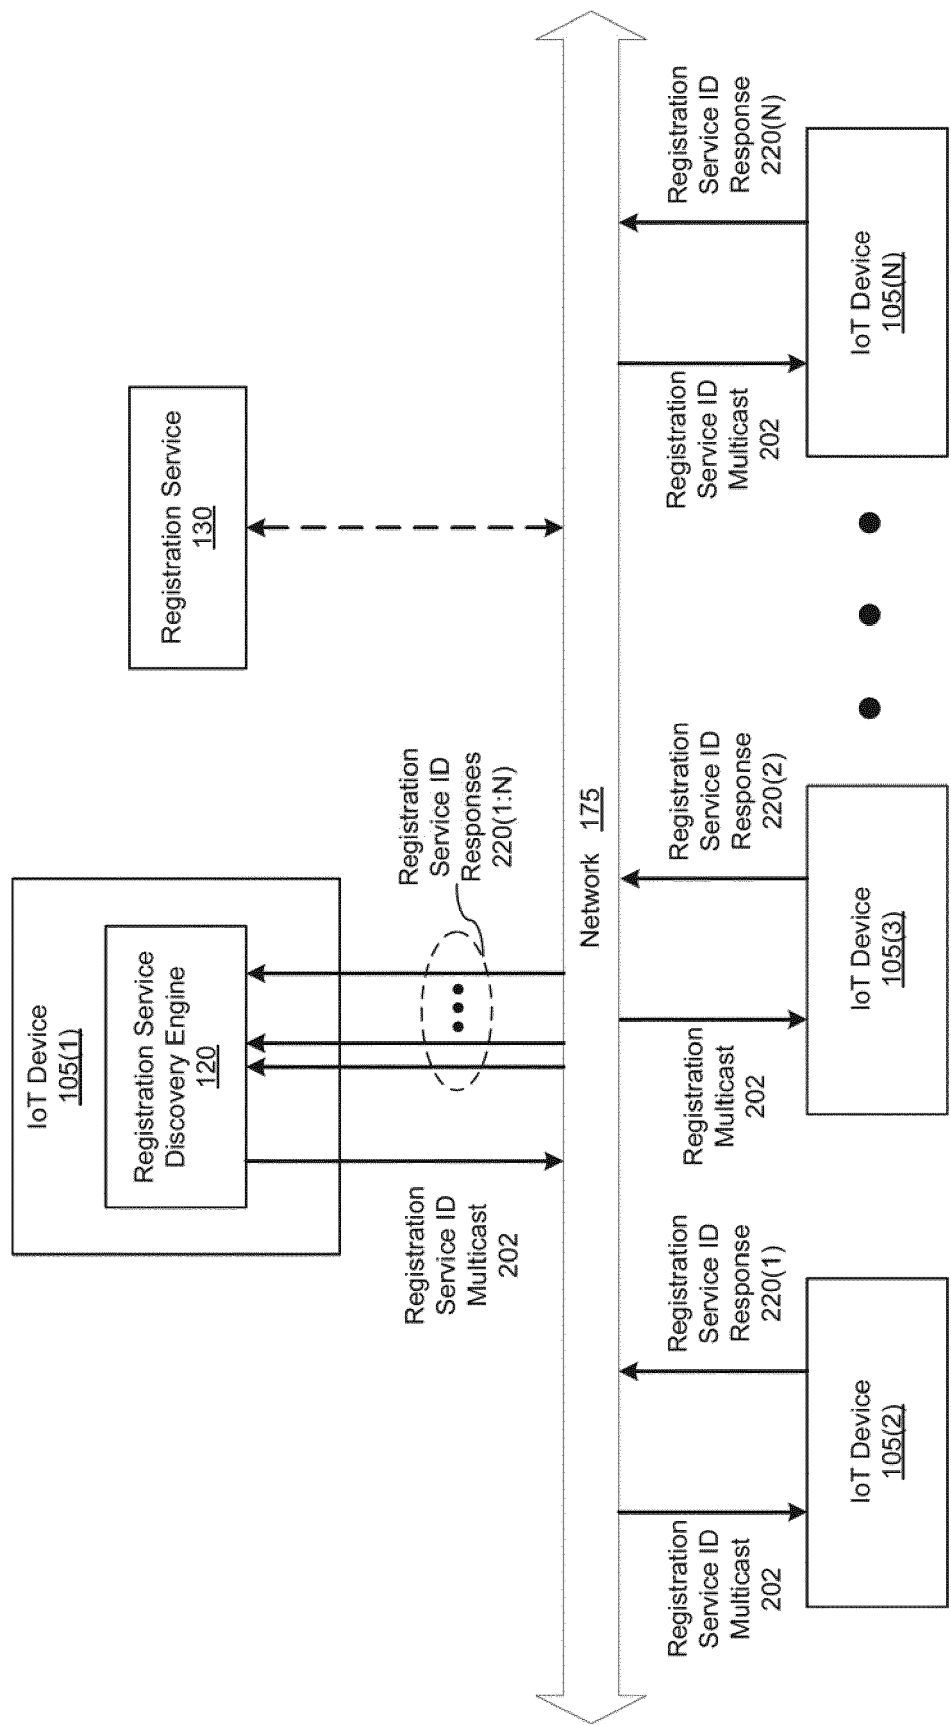 IoT Device
105(1)
Registration Service
Discovery Engine
120
Registration Service
130
Registration
Service ID
Multicast
202
Registration
Service ID
Responses
220(1:N)
Network 175
Registration
Service ID
Multicast
202
Registration
Service ID
Response
220(1)
Registration
Multicast
202
Registration
Service ID
Response
220(2)
Registration
Service ID
Multicast
202
Registration
Service ID
Response
220(N)
IoT Device
105(2)
IoT Device
105(3)
IoT Device
105(N)